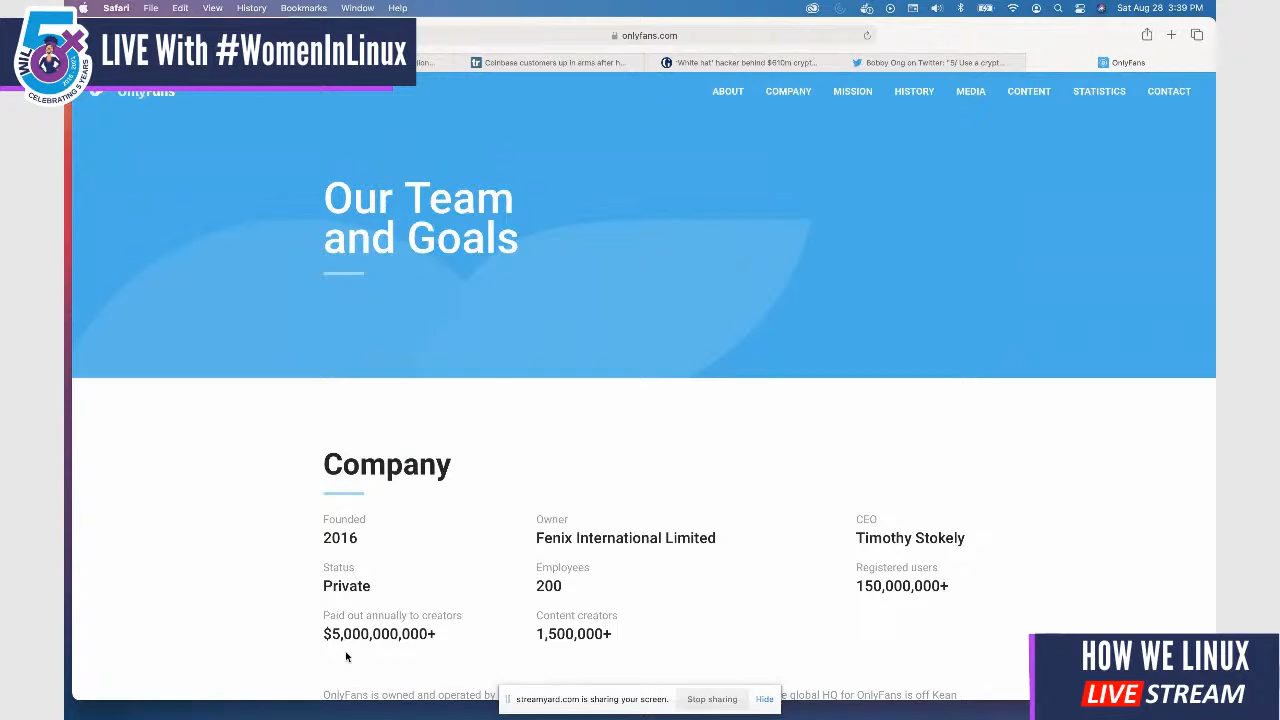 Safari File Edit View History Bookmarks Window Help
Sat Aug 28 3:39 PM
5x
WIL
2016-2021
CELEBRATING 5 YEARS
LIVE With #WomenInLinux
onlyfans.com
Coinbase customers up in arms after h...
'White hat' hacker behind $610m crypt...
Bobby Ong on Twitter: "5/ Use a crypt...
OnlyFans
OnlyFans
ABOUT COMPANY MISSION HISTORY MEDIA CONTENT STATISTICS CONTACT
Our Team
and Goals
Company
Founded Owner CEO
2016 Fenix International Limited Timothy Stokely
Status Employees Registered users
Private 200 150,000,000+
Paid out annually to creators Content creators
$5,000,000,000+ 1,500,000+
OnlyFans is owned and operated by
e global HQ for OnlyFans is off Kean
streamyard.com is sharing your screen. Stop sharing Hide
HOW WE LINUX
LIVE STREAM